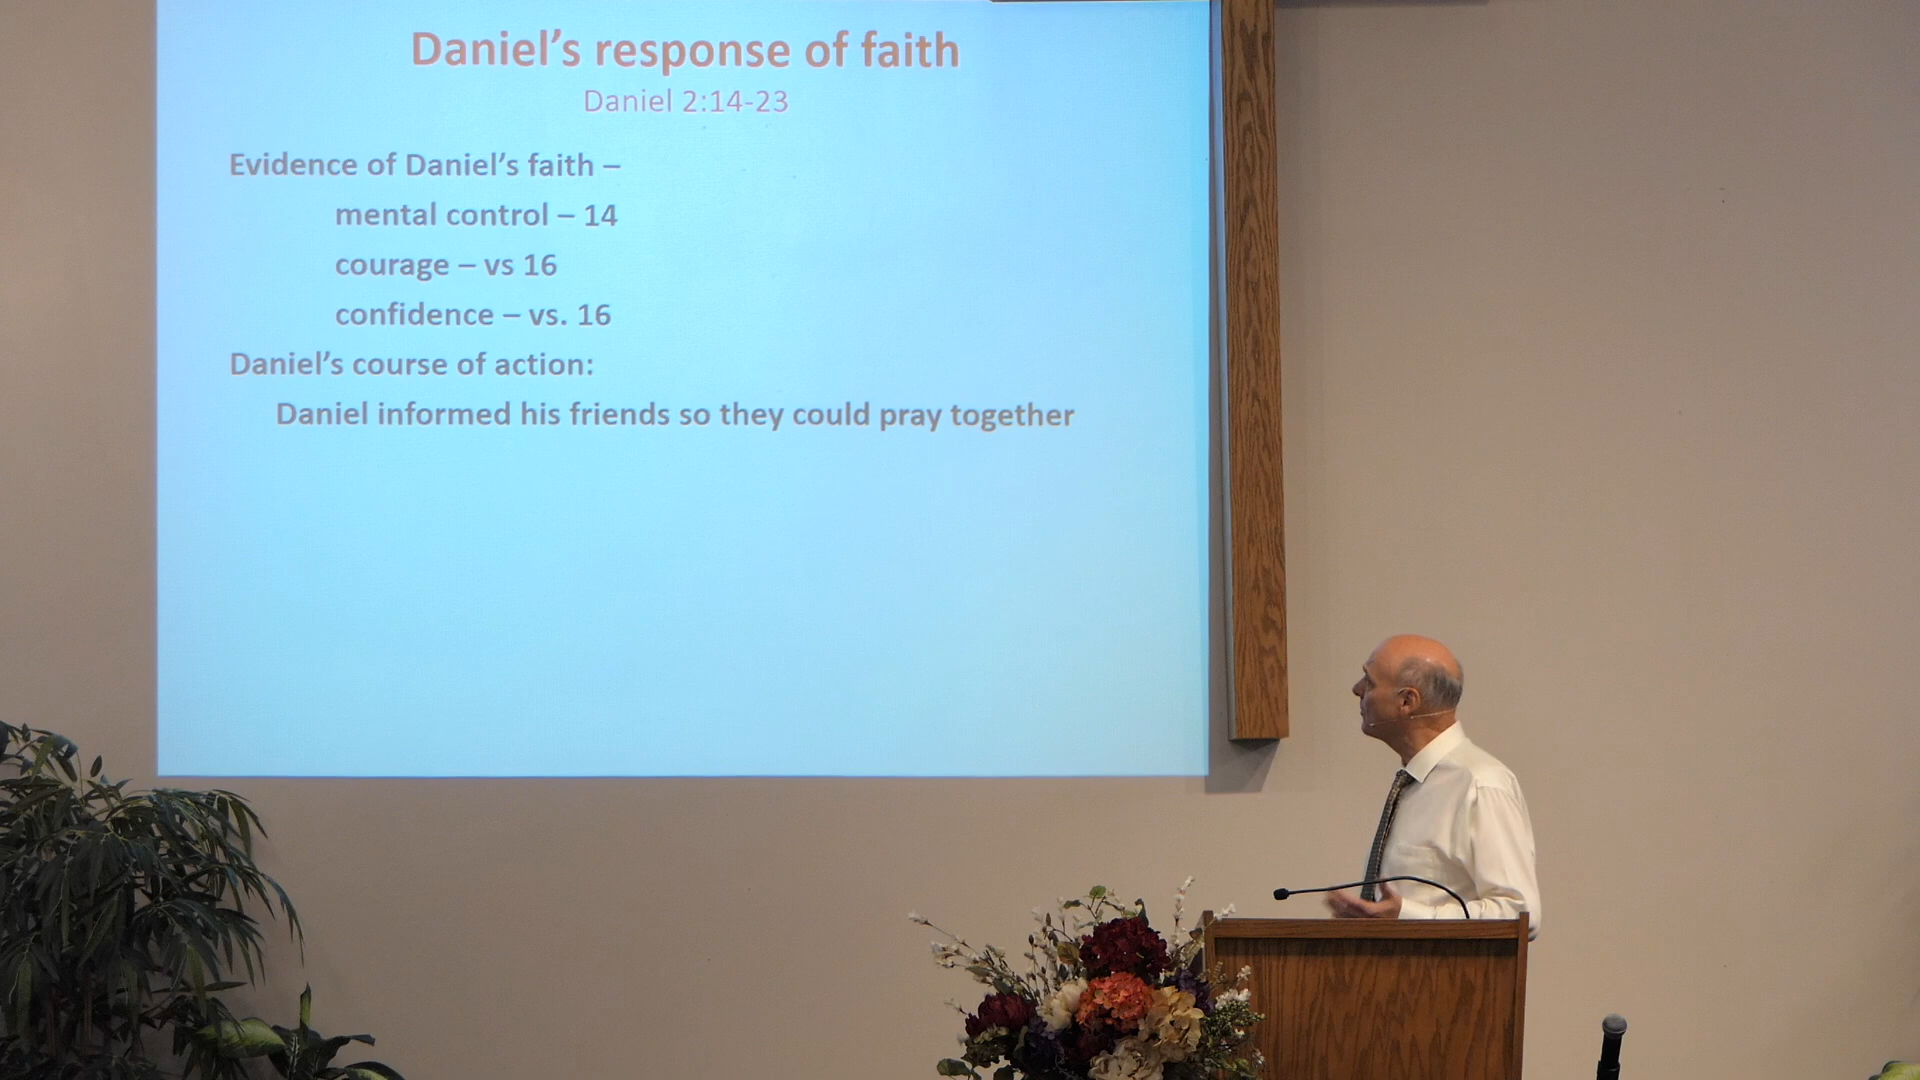 Daniel’s response of faith
Daniel 2:14-23
Evidence of Daniel’s faith –
mental control – 14
courage – vs 16
confidence – vs. 16
Daniel’s course of action:
Daniel informed his friends so they could pray together